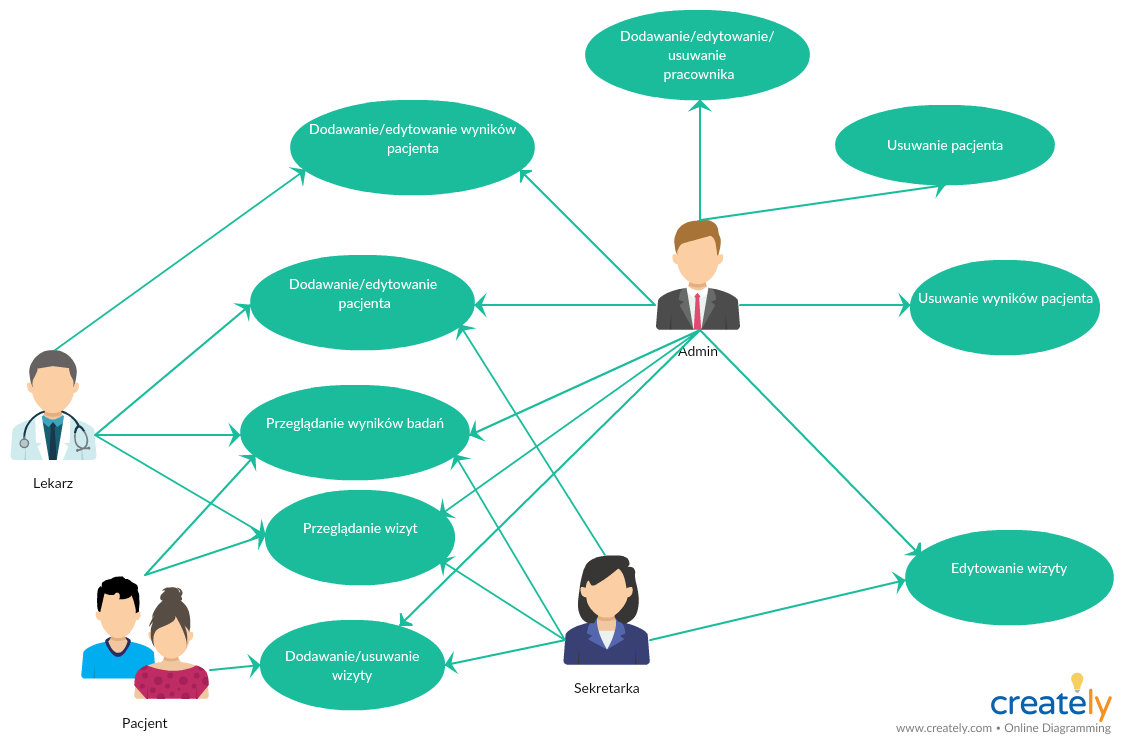 Dodawanie/edytowanie/
usuwanie
pracownika
Dodawanie/edytowanie wyników
pacjenta
Usuwanie pacjenta
Dodawanie/edytowanie
pacjenta
Usuwanie wyników pacjenta
Admin
Przeglądanie wyników badań
Lekarz
Przeglądanie wizyt
Edytowanie wizyty
Dodawanie/usuwanie
wizyty
Sekretarka
Pacjent
creately
www.creately.com • Online Diagramming